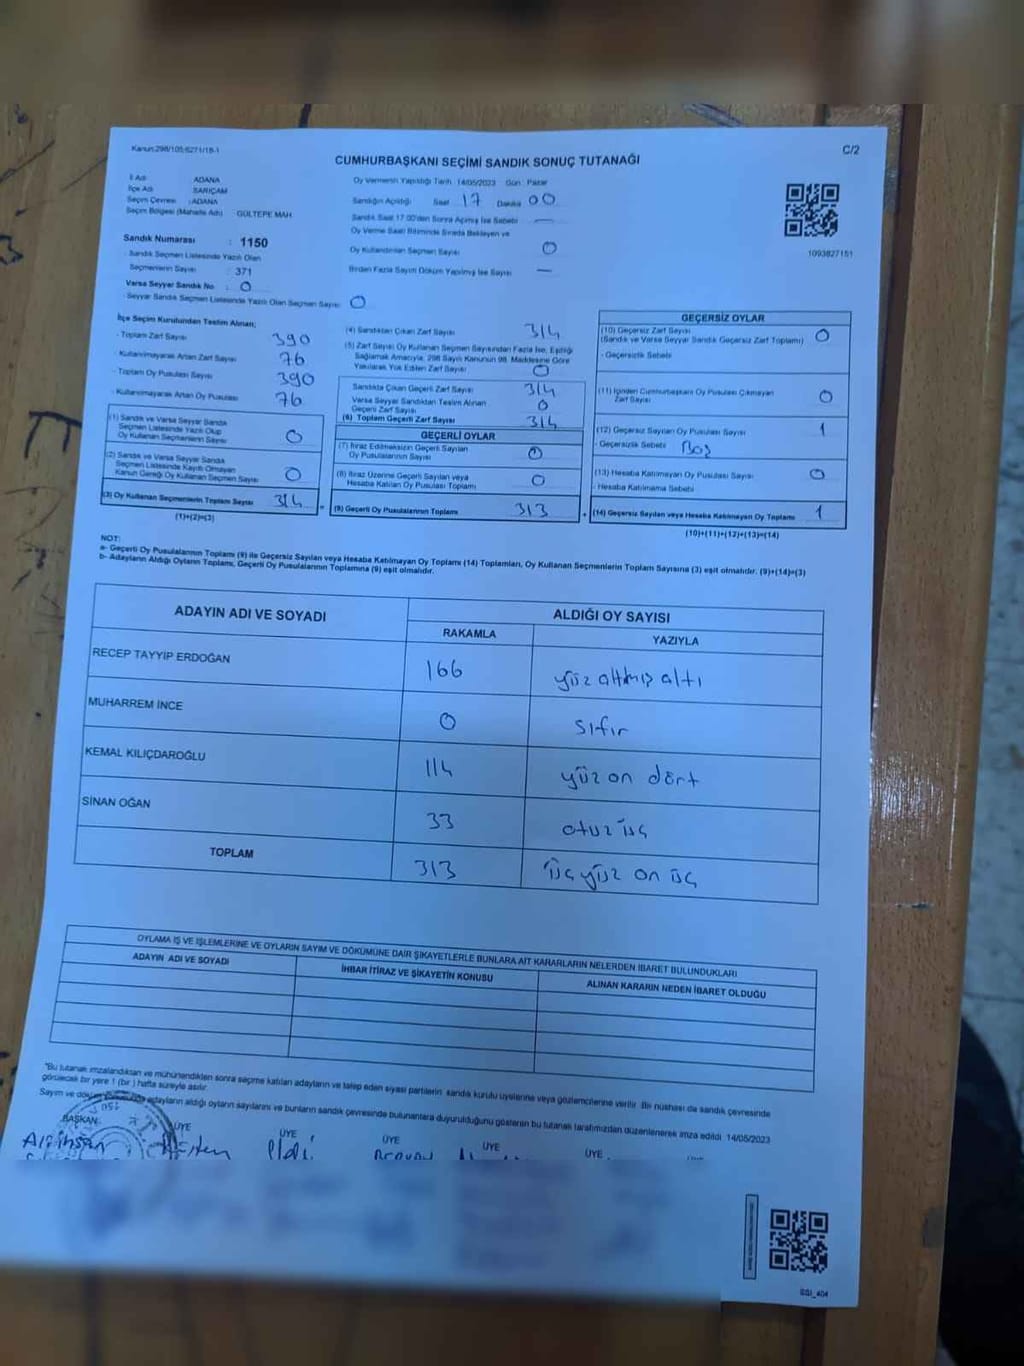 Kanun:298/105;6271/18-1
C/2
CUMHURBAŞKANI SEÇİMİ SANDIK SONUÇ TUTANAĞI
İl Adı : ADANA
İlçe Adı : SARIÇAM
Seçim Çevresi : ADANA
Seçim Bölgesi (Mahalle Adı) : GÜLTEPE MAH.
Oy Vermenin Yapıldığı Tarih 14/05/2023 Gün : Pazar
Sandığın Açıldığı Saat 17 Dakika 00
Sandık Saat 17.00'den Sonra Açılmış İse Sebebi —
Oy Verme Saati Bitiminde Sırada Bekleyen ve
Oy Kullandırılan Seçmen Sayısı 0
Birden Fazla Sayım Döküm Yapılmış İse Sayısı —
1093827151
Sandık Numarası : 1150
Sandık Seçmen Listesinde Yazılı Olan
Seçmenlerin Sayısı : 371
Varsa Seyyar Sandık No : 0
Seyyar Sandık Seçmen Listesinde Yazılı Olan Seçmen Sayısı 0
İlçe Seçim Kurulundan Teslim Alınan;
- Toplam Zarf Sayısı 390
- Kullanılmayarak Artan Zarf Sayısı 76
- Toplam Oy Pusulası Sayısı 390
- Kullanılmayarak Artan Oy Pusulası 76
(1) Sandık ve Varsa Seyyar Sandık
Seçmen Listesinde Yazılı Olup
Oy Kullanan Seçmenlerin Sayısı 0
(2) Sandık ve Varsa Seyyar Sandık
Seçmen Listesinde Kayıtlı Olmayan
Kanun Gereği Oy Kullanan Seçmen Sayısı 0
(3) Oy Kullanan Seçmenlerin Toplam Sayısı 314
(1)+(2)=(3)
(4) Sandıktan Çıkan Zarf Sayısı 314
(5) Zarf Sayısı Oy Kullanan Seçmen Sayısından Fazla İse, Eşitliği
Sağlamak Amacıyla, 298 Sayılı Kanunun 98. Maddesine Göre
Yakılarak Yok Edilen Zarf Sayısı 0
Sandıkta Çıkan Geçerli Zarf Sayısı 314
Varsa Seyyar Sandıktan Teslim Alınan
Geçerli Zarf Sayısı 0
(6) Toplam Geçerli Zarf Sayısı 314
GEÇERLİ OYLAR
(7) İtiraz Edilmeksizin Geçerli Sayılan
Oy Pusulalarının Sayısı 0
(8) İtiraz Üzerine Geçerli Sayılan veya
Hesaba Katılan Oy Pusulası Toplamı 0
(9) Geçerli Oy Pusulalarının Toplamı 313
GEÇERSİZ OYLAR
(10) Geçersiz Zarf Sayısı 0
(Sandık ve Varsa Seyyar Sandık Geçersiz Zarf Toplamı)
- Geçersizlik Sebebi
(11) İçinden Cumhurbaşkanı Oy Pusulası Çıkmayan
Zarf Sayısı 0
(12) Geçersiz Sayılan Oy Pusulası Sayısı 1
- Geçersizlik Sebebi Boş
(13) Hesaba Katılmayan Oy Pusulası Sayısı 0
- Hesaba Katılmama Sebebi
(14) Geçersiz Sayılan veya Hesaba Katılmayan Oy Toplamı 1
(10)+(11)+(12)+(13)=(14)
NOT:
a- Geçerli Oy Pusulalarının Toplamı (9) ile Geçersiz Sayılan veya Hesaba Katılmayan Oy Toplamı (14) Toplamları, Oy Kullanan Seçmenlerin Toplam Sayısına (3) eşit olmalıdır. (9)+(14)=(3)
b- Adayların Aldığı Oyların Toplamı, Geçerli Oy Pusulalarının Toplamına (9) eşit olmalıdır.
ADAYIN ADI VE SOYADI ALDIĞI OY SAYISI
RAKAMLA YAZIYLA
RECEP TAYYİP ERDOĞAN 166 yüz altmış altı
MUHARREM İNCE 0 sıfır
KEMAL KILIÇDAROĞLU 114 yüz on dört
SİNAN OĞAN 33 otuz üç
TOPLAM 313 üç yüz on üç
OYLAMA İŞ VE İŞLEMLERİNE VE OYLARIN SAYIM VE DÖKÜMÜNE DAİR ŞİKAYETLERLE BUNLARA AİT KARARLARIN NELERDEN İBARET BULUNDUKLARI
ADAYIN ADI VE SOYADI İHBAR İTİRAZ VE ŞİKAYETİN KONUSU ALINAN KARARIN NEDEN İBARET OLDUĞU
"Bu tutanak imzalandıktan ve mühürlendikten sonra seçime katılan adayların ve talep eden siyasi partilerin sandık kurulu üyelerine veya gözlemcilerine verilir. Bir nüshası da sandık çevresinde
görülecek bir yere 1 (bir ) hafta süreyle asılır.
Sayım ve döküm adayların aldığı oyların sayılarını ve bunların sandık çevresinde bulunanlara duyurulduğunu gösteren bu tutanak tarafımızdan düzenlenerek imza edildi. 14/05/2023
BAŞKAN ÜYE ÜYE ÜYE ÜYE ÜYE
Ali ihsan